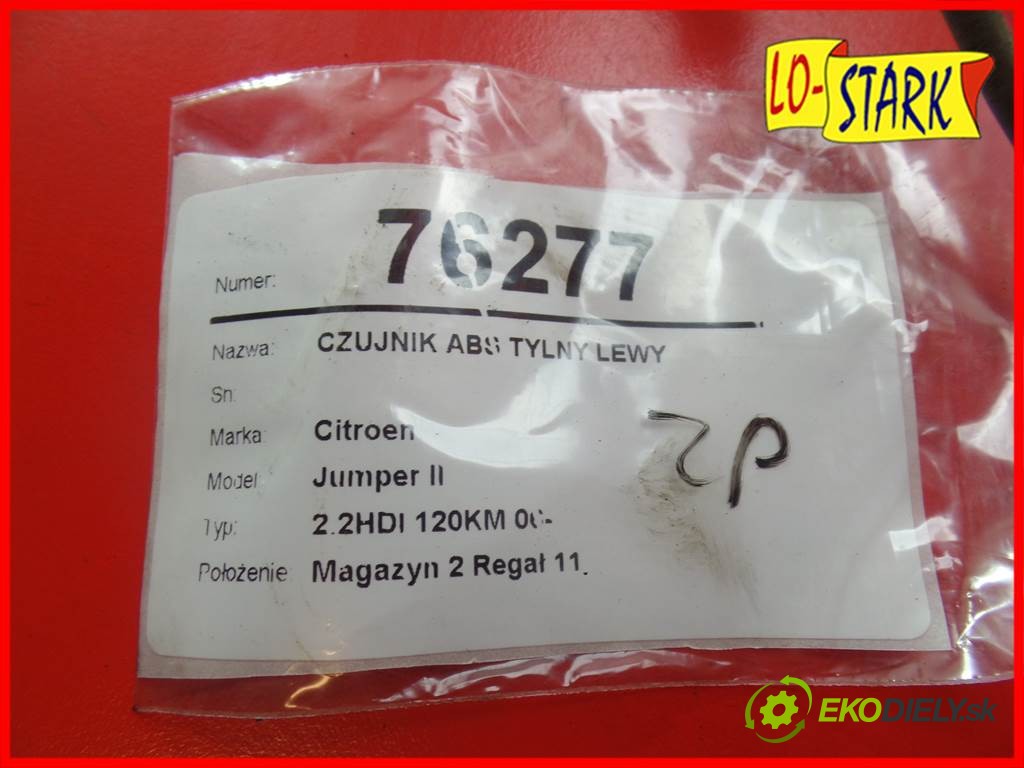 LO-STARK
Numer: 76277
Nazwa: CZUJNIK ABS TYLNY LEWY
Sn:
Marka: Citroen
Model: Jumper II
Typ: 2.2HDI 120KM 06-
Położenie Magazyn 2 Regał 11.
ZP
EKODIELY.sk